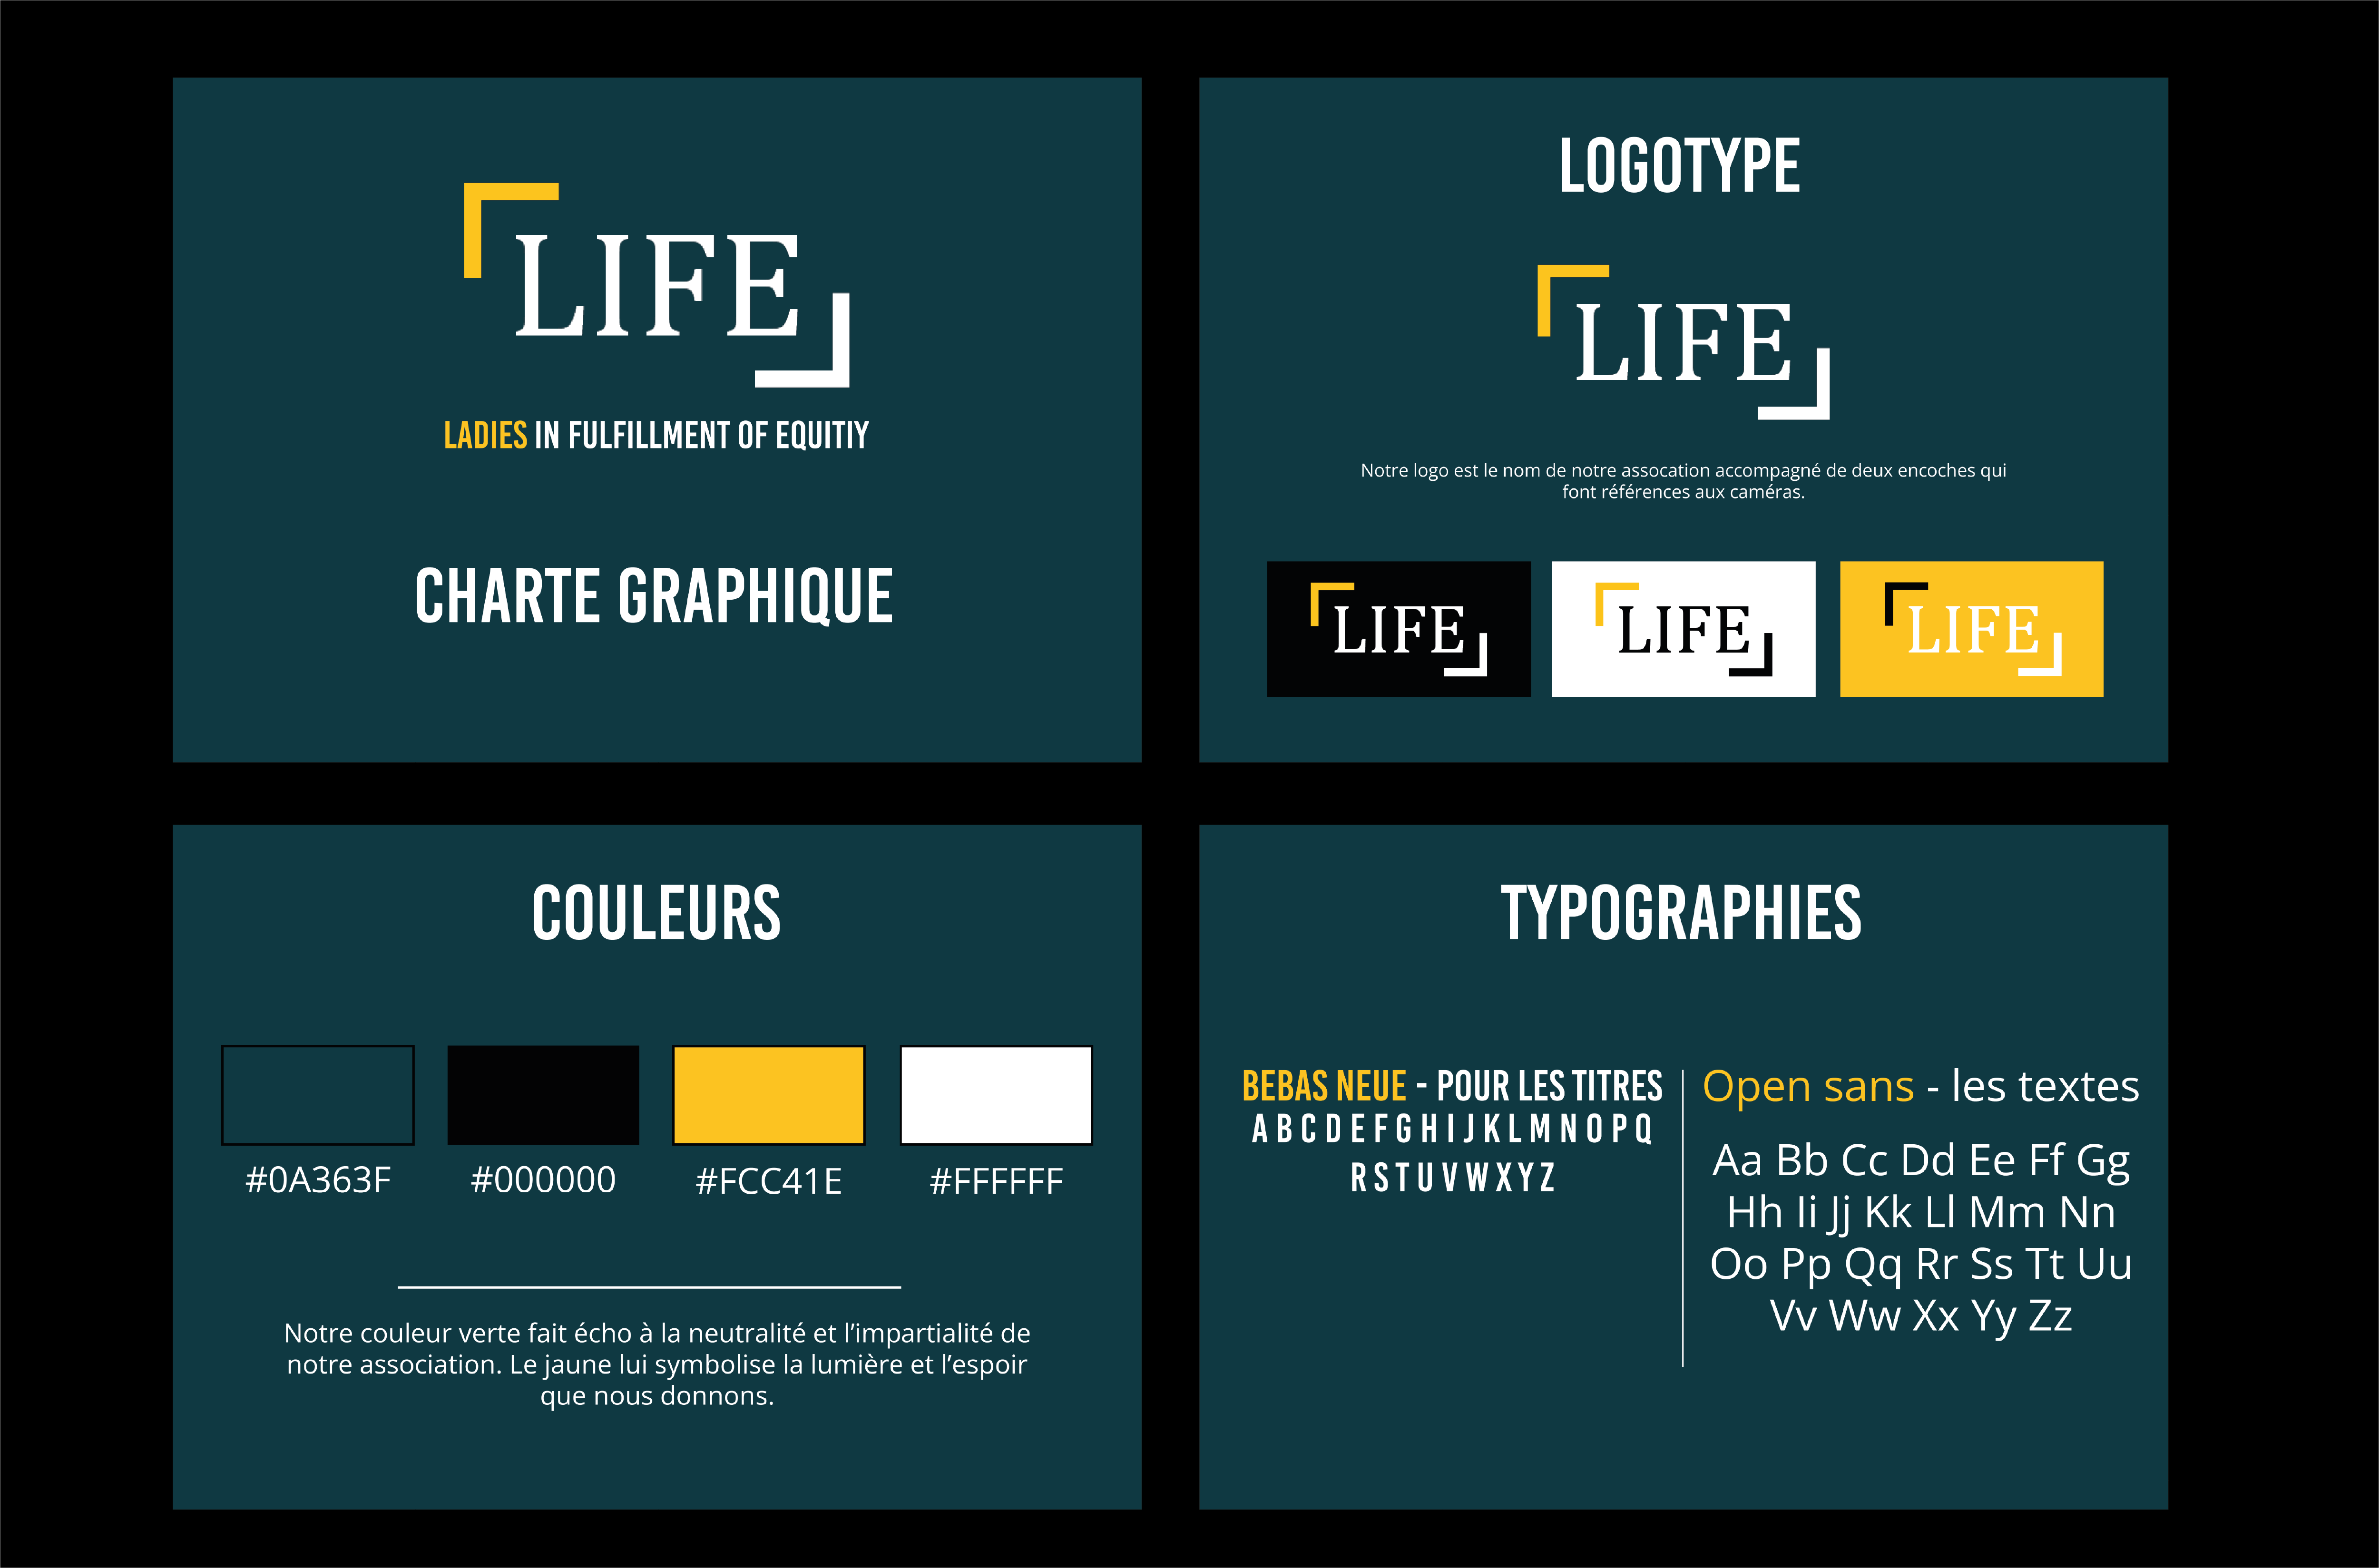 LIFE
LADIES IN FULFILLMENT OF EQUITIY
CHARTE GRAPHIQUE
LOGOTYPE
LIFE
Notre logo est le nom de notre assocation accompagné de deux encoches qui
font références aux caméras.
LIFE
LIFE
LIFE
COULEURS
#0A363F
#000000
#FCC41E
#FFFFFF
Notre couleur verte fait écho à la neutralité et l'impartialité de
notre association. Le jaune lui symbolise la lumière et l'espoir
que nous donnons.
TYPOGRAPHIES
BEBAS NEUE - POUR LES TITRES
A B C D E F G H I J K L M N O P Q
R S T U V W X Y Z
Open sans - les textes
Aa Bb Cc Dd Ee Ff Gg
Hh Ii Jj Kk Ll Mm Nn
Oo Pp Qq Rr Ss Tt Uu
Vv Ww Xx Yy Zz